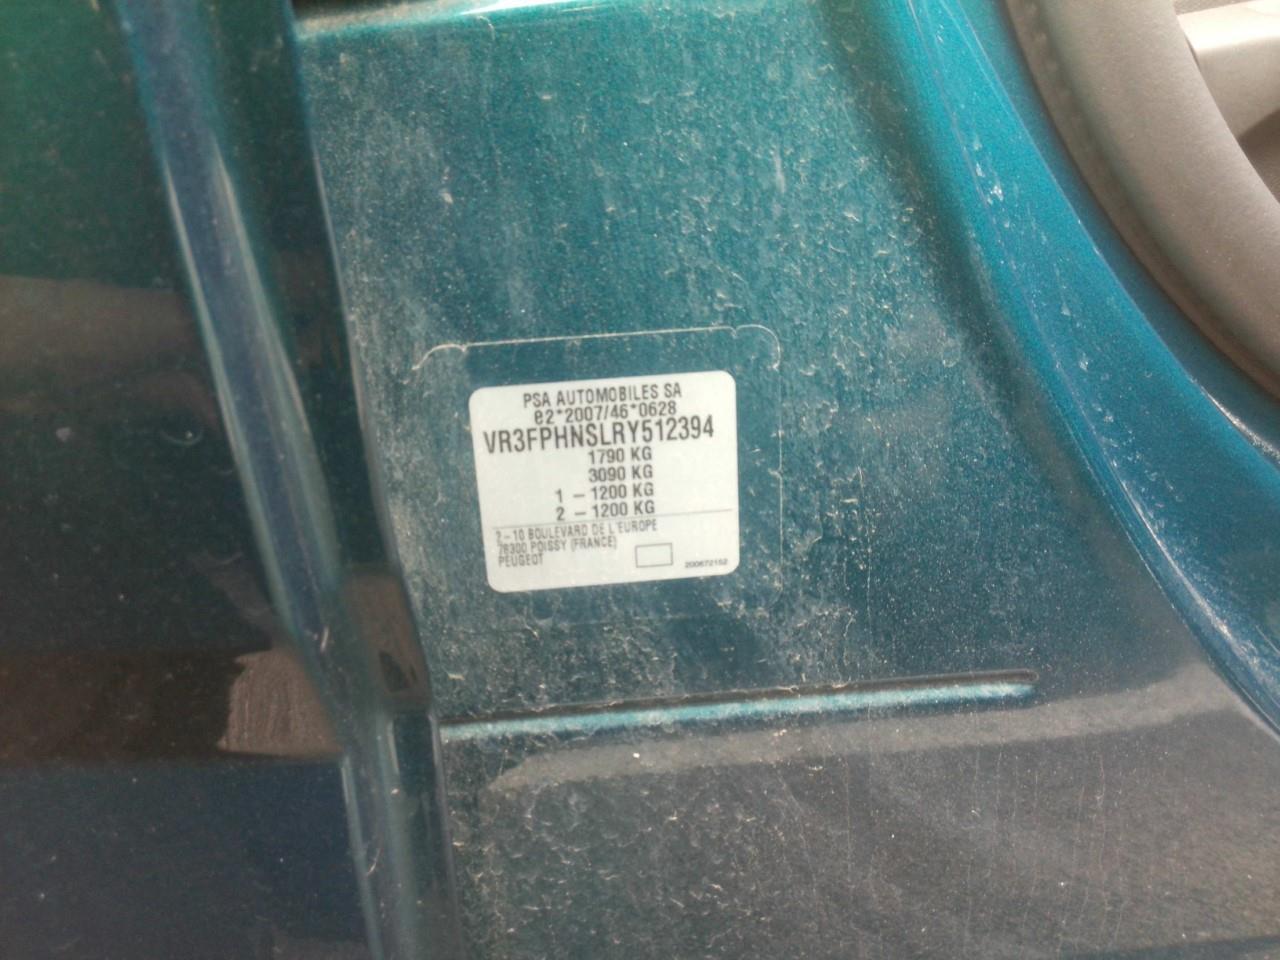 PSA AUTOMOBILES SA
e2*2007/46*0628
VR3FPHNSLRY512394
1790 KG
3090 KG
1 – 1200 KG
2 – 1200 KG
2–10 BOULEVARD DE L'EUROPE
78300 POISSY (FRANCE)
PEUGEOT
200672152